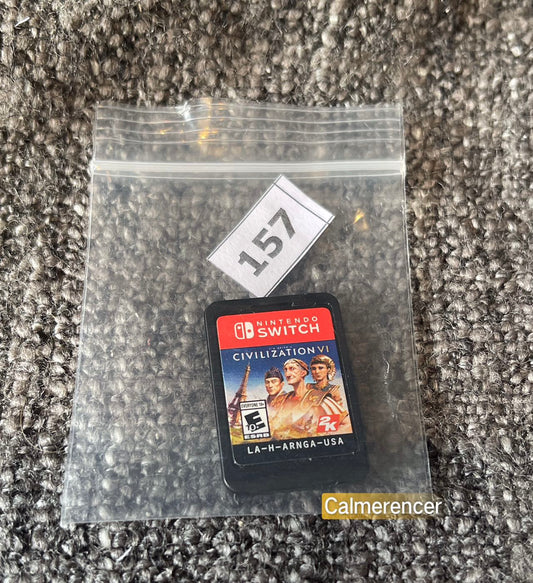 157
NINTENDO
SWITCH
CIVILIZATION VI
EVERYONE 10+
E
ESRB
2K
LA-H-ARNGA-USA
Calmerencer